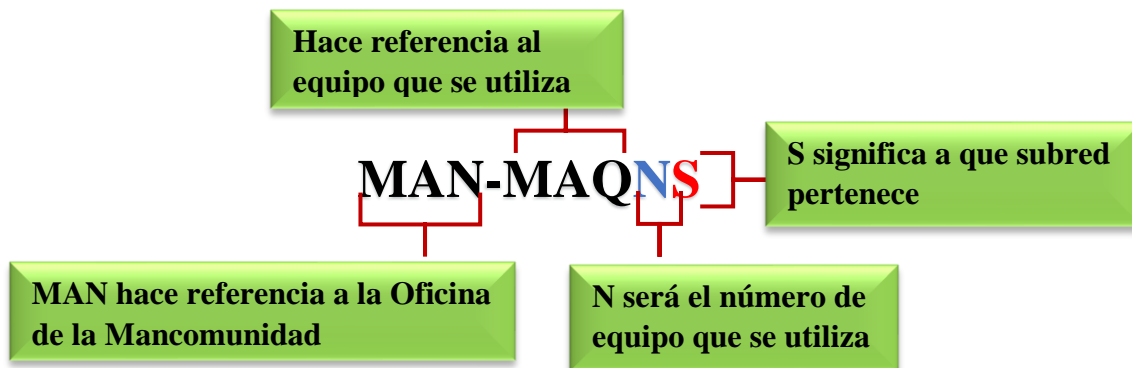 Hace referencia al
equipo que se utiliza
MAN-MAQNS
S significa a que subred
pertenece
MAN hace referencia a la Oficina
de la Mancomunidad
N será el número de
equipo que se utiliza